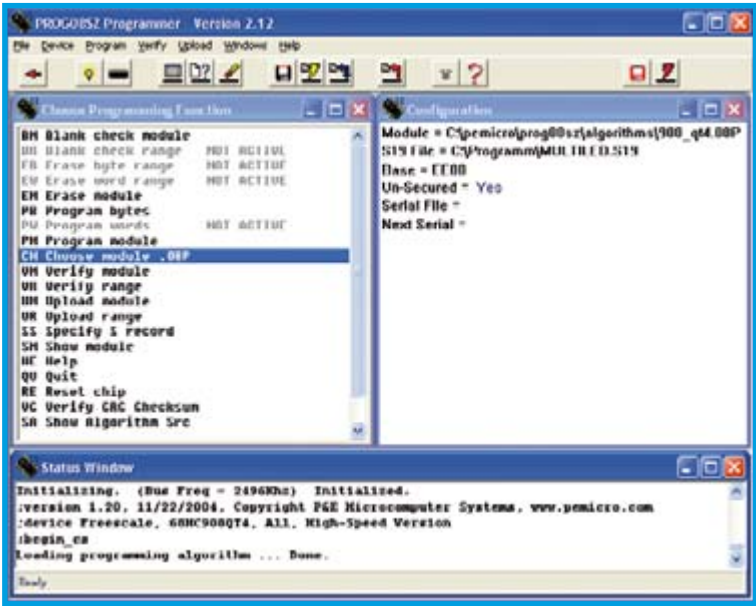 PROG08SZ Programmer Version 2.12
File Device Program Verify Upload Windows Help
Choose Programming Function
BM Blank check module
BR Blank check range NOT ACTIVE
EB Erase byte range NOT ACTIVE
EW Erase word range NOT ACTIVE
EM Erase module
PB Program bytes
PW Program words NOT ACTIVE
PM Program module
CM Choose module .08P
VM Verify module
VR Verify range
UM Upload module
UR Upload range
SS Specify S record
SM Show module
HE Help
QU Quit
RE Reset chip
VC Verify CRC Checksum
SA Show Algorithm Src
Configuration
Module = C:\pemicro\prog08sz\algorithms\908_qt4.08P
S19 File = C:\Programm\MULTILED.S19
Base = EE00
Un-Secured = Yes
Serial File =
Next Serial =
Status Window
Initializing. (Bus Freq = 2496Khz) Initialized.
;version 1.20, 11/22/2004, Copyright P&E Microcomputer Systems, www.pemicro.com
;device Freescale, 68HC908QT4, All, High-Speed Version
;begin_cs
Loading programming algorithm ... Done.
Ready